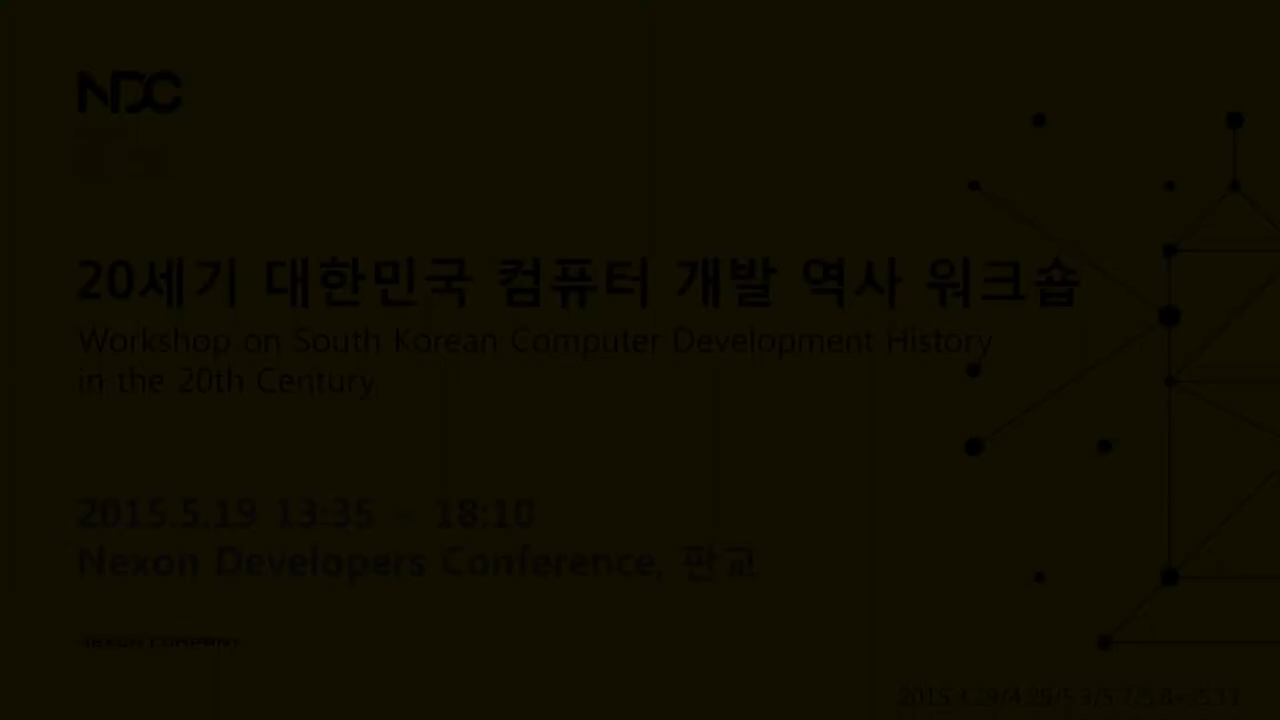 NDC
20세기 대한민국 컴퓨터 개발 역사 워크숍
Workshop on South Korean Computer Development History
in the 20th Century
2015.5.19 13:35 - 18:10
Nexon Developers Conference, 판교
NEXON COMPANY